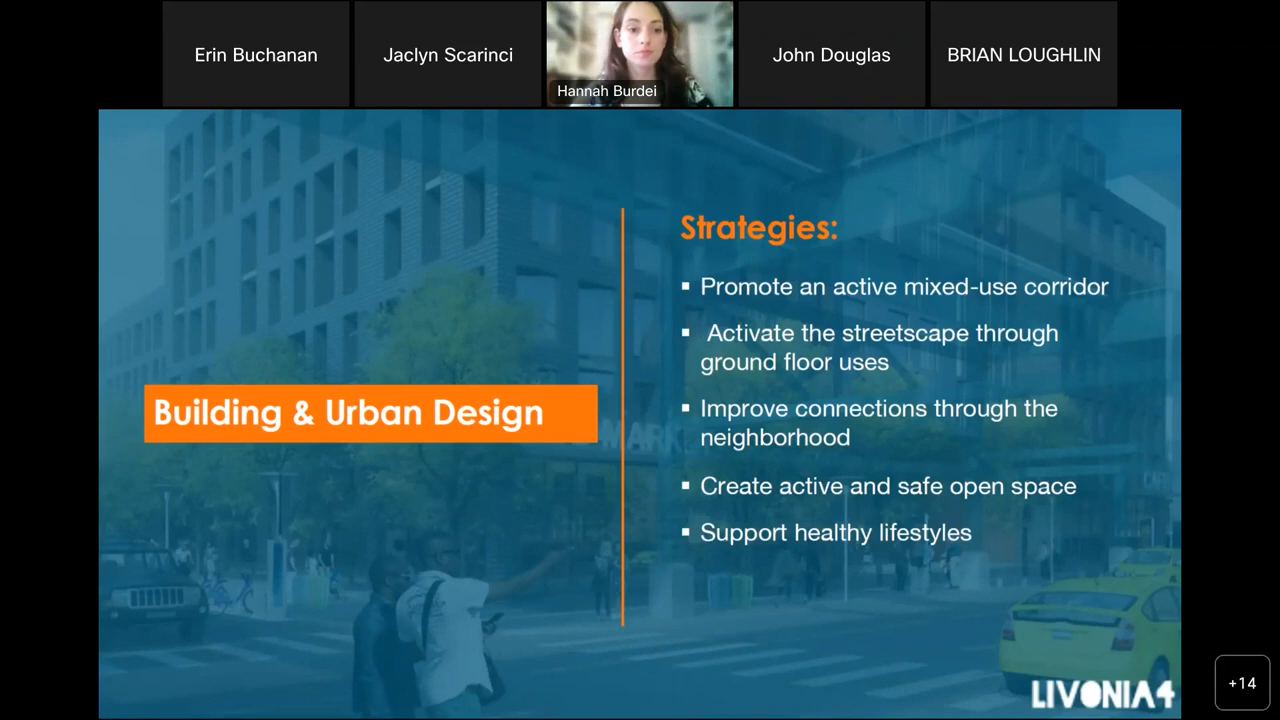 Erin Buchanan
Jaclyn Scarinci
Hannah Burdei
John Douglas
BRIAN LOUGHLIN
Building & Urban Design
Strategies:
▪ Promote an active mixed-use corridor
▪ Activate the streetscape through
ground floor uses
▪ Improve connections through the
neighborhood
▪ Create active and safe open space
▪ Support healthy lifestyles
LIVONIA4
+14